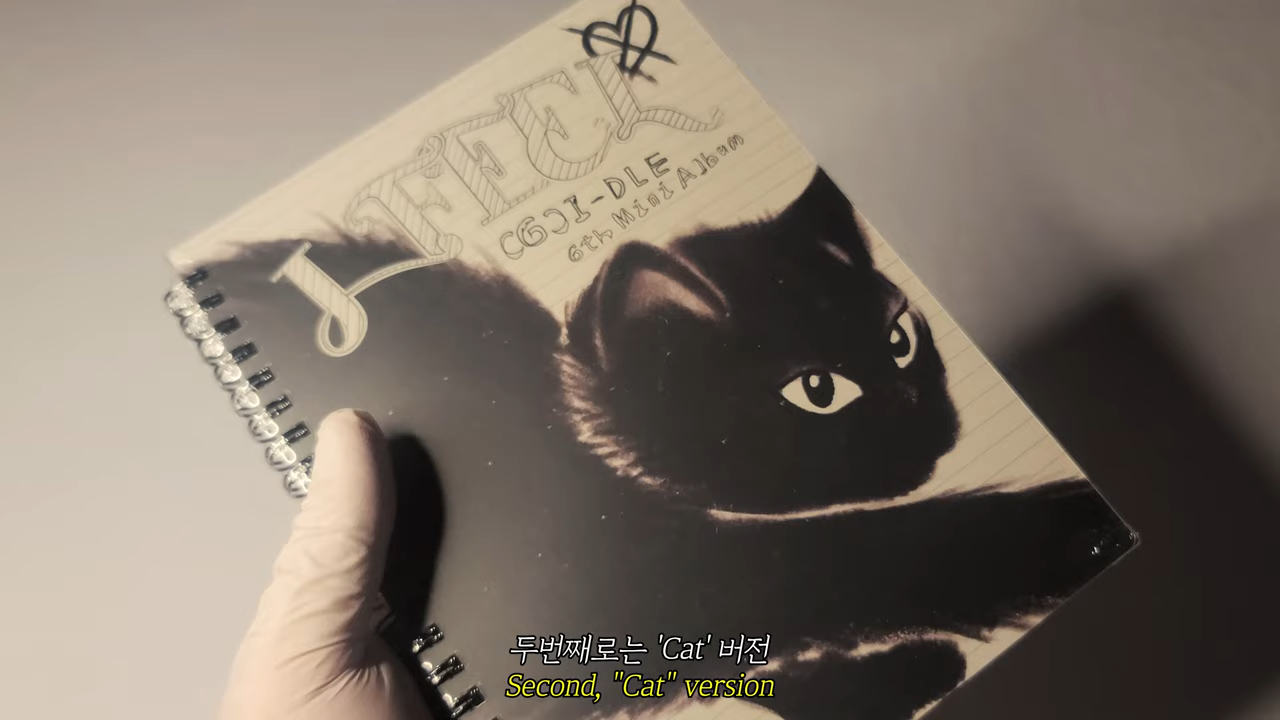 I FEEL
(G)I-DLE
6th Mini Album
두번째로는 'Cat' 버전
Second, "Cat" version